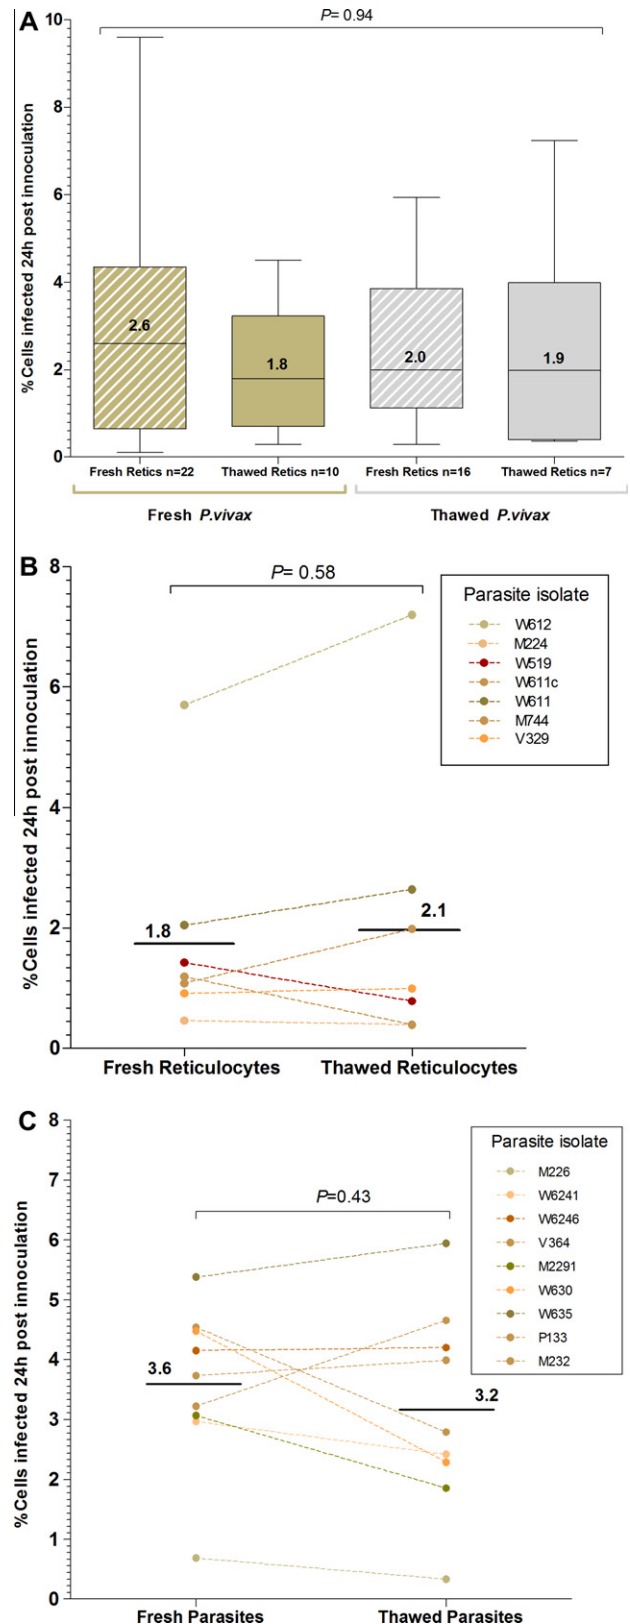 A
P= 0.94
%Cells infected 24h post innoculation
10
8
6
4
2
0
2.6
1.8
2.0
1.9
Fresh Retics n=22
Thawed Retics n=10
Fresh Retics n=16
Thawed Retics n=7
Fresh P.vivax
Thawed P.vivax
B
P= 0.58
%Cells infected 24h post innoculation
8
6
4
2
0
1.8
2.1
Parasite isolate
W612
M224
W519
W611c
W611
M744
V329
Fresh Reticulocytes
Thawed Reticulocytes
C
P=0.43
%Cells infected 24h post innoculation
8
7
6
5
4
3
2
1
0
3.6
3.2
Parasite isolate
M226
W6241
W6246
V364
M2291
W630
W635
P133
M232
Fresh Parasites
Thawed Parasites